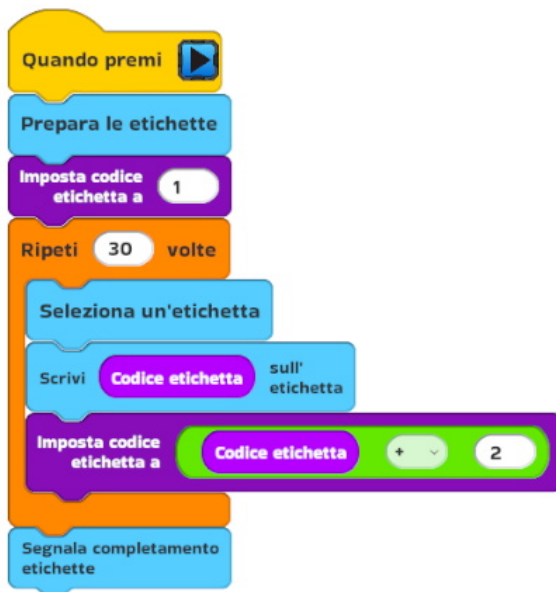 Quando premi
Prepara le etichette
Imposta codice
etichetta a 1
Ripeti 30 volte
Seleziona un'etichetta
Scrivi Codice etichetta sull'
etichetta
Imposta codice
etichetta a Codice etichetta + 2
Segnala completamento
etichette